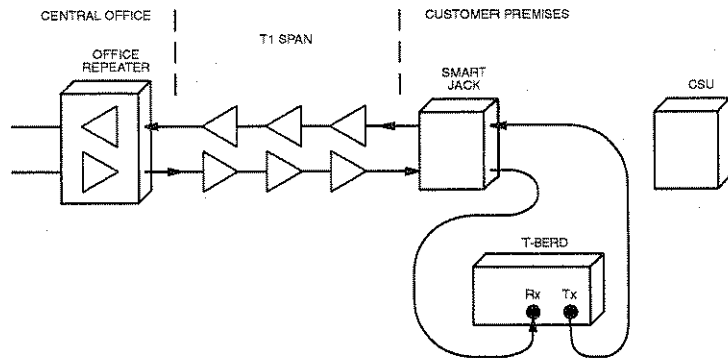 CENTRAL OFFICE
T1 SPAN
CUSTOMER PREMISES
OFFICE
REPEATER
SMART
JACK
CSU
T-BERD
Rx
Tx